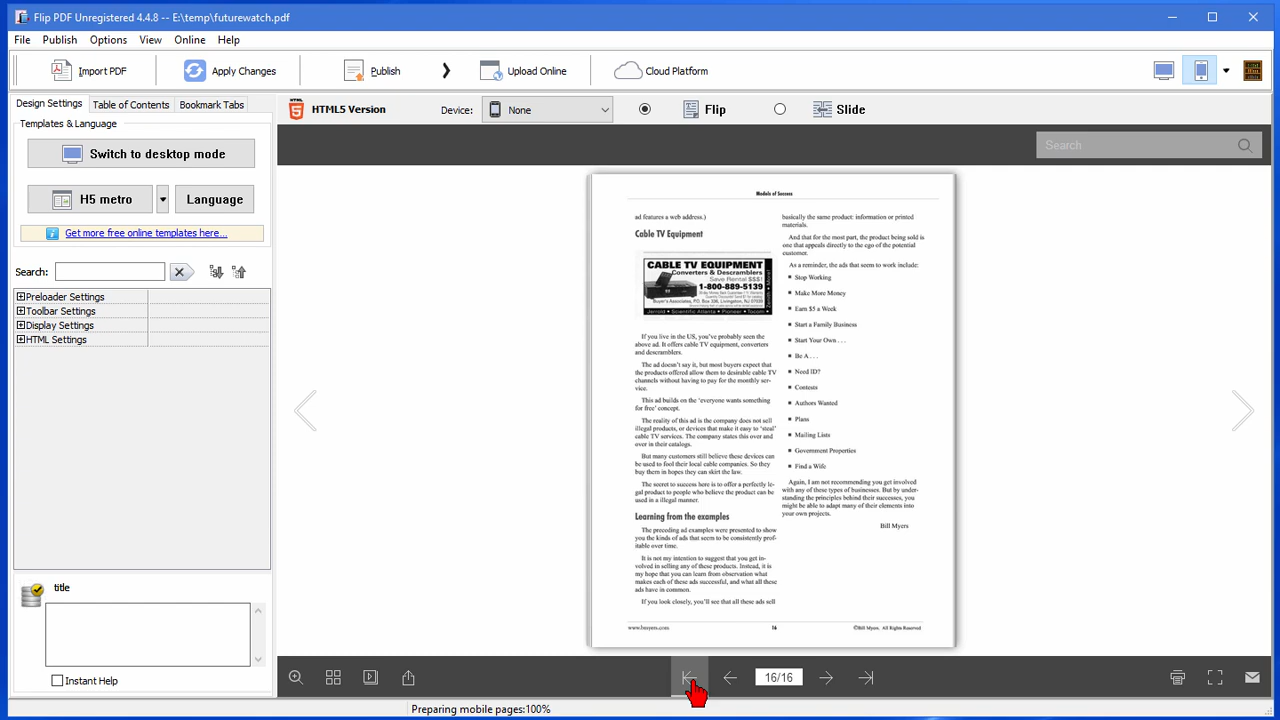 Flip PDF Unregistered 4.4.8 -- E:\temp\futurewatch.pdf
File Publish Options View Online Help
Import PDF Apply Changes Publish Upload Online Cloud Platform
Design Settings Table of Contents Bookmark Tabs
HTML5 Version Device: None Flip Slide
Templates & Language
Switch to desktop mode
H5 metro Language
Get more free online templates here...
Search:
Preloader Settings
Toolbar Settings
Display Settings
HTML Settings
title
Instant Help
Search
Models of Success
ad features a web address.)
Cable TV Equipment
CABLE TV EQUIPMENT
Converters & Descramblers
Save Rental $$$!
1-800-889-5139
Buyer's Associates, P.O. Box 336, Livingston, NJ 07039
Jerrold • Scientific Atlanta • Pioneer • Tocom
If you live in the US, you've probably seen the
above ad. It offers cable TV equipment, converters
and descramblers.
The ad doesn't say it, but most buyers expect that
the products offered allow them to desirable cable TV
channels without having to pay for the monthly ser-
vice.
This ad builds on the 'everyone wants something
for free' concept.
The reality of this ad is the company does not sell
illegal products, or devices that make it easy to 'steal'
cable TV services. The company states this over and
over in their catalogs.
But many customers still believe these devices can
be used to fool their local cable companies. So they
buy them in hopes they can skirt the law.
The secret to success here is to offer a perfectly le-
gal product to people who believe the product can be
used in a illegal manner.
Learning from the examples
The preceding ad examples were presented to show
you the kinds of ads that seem to be consistently prof-
itable over time.
It is not my intention to suggest that you get in-
volved in selling any of these products. Instead, it is
my hope that you can learn from observation what
makes each of these ads successful, and what all these
ads have in common.
If you look closely, you'll see that all these ads sell
basically the same product: information or printed
materials.
And that for the most part, the product being sold is
one that appeals directly to the ego of the potential
customer.
As a reminder, the ads that seems to work include:
■ Stop Working
■ Make More Money
■ Earn $5 a Week
■ Start a Family Business
■ Start Your Own . . .
■ Be A . . .
■ Need ID?
■ Contests
■ Authors Wanted
■ Plans
■ Mailing Lists
■ Government Properties
■ Find a Wife
Again, I am not recommending you get involved
with any of these types of businesses. But by under-
standing the principles behind their successes, you
might be able to adapt many of their elements into
your own projects.
Bill Myers
www.bmyers.com 16 ©Bill Myers. All Rights Reserved
16/16
Preparing mobile pages:100%